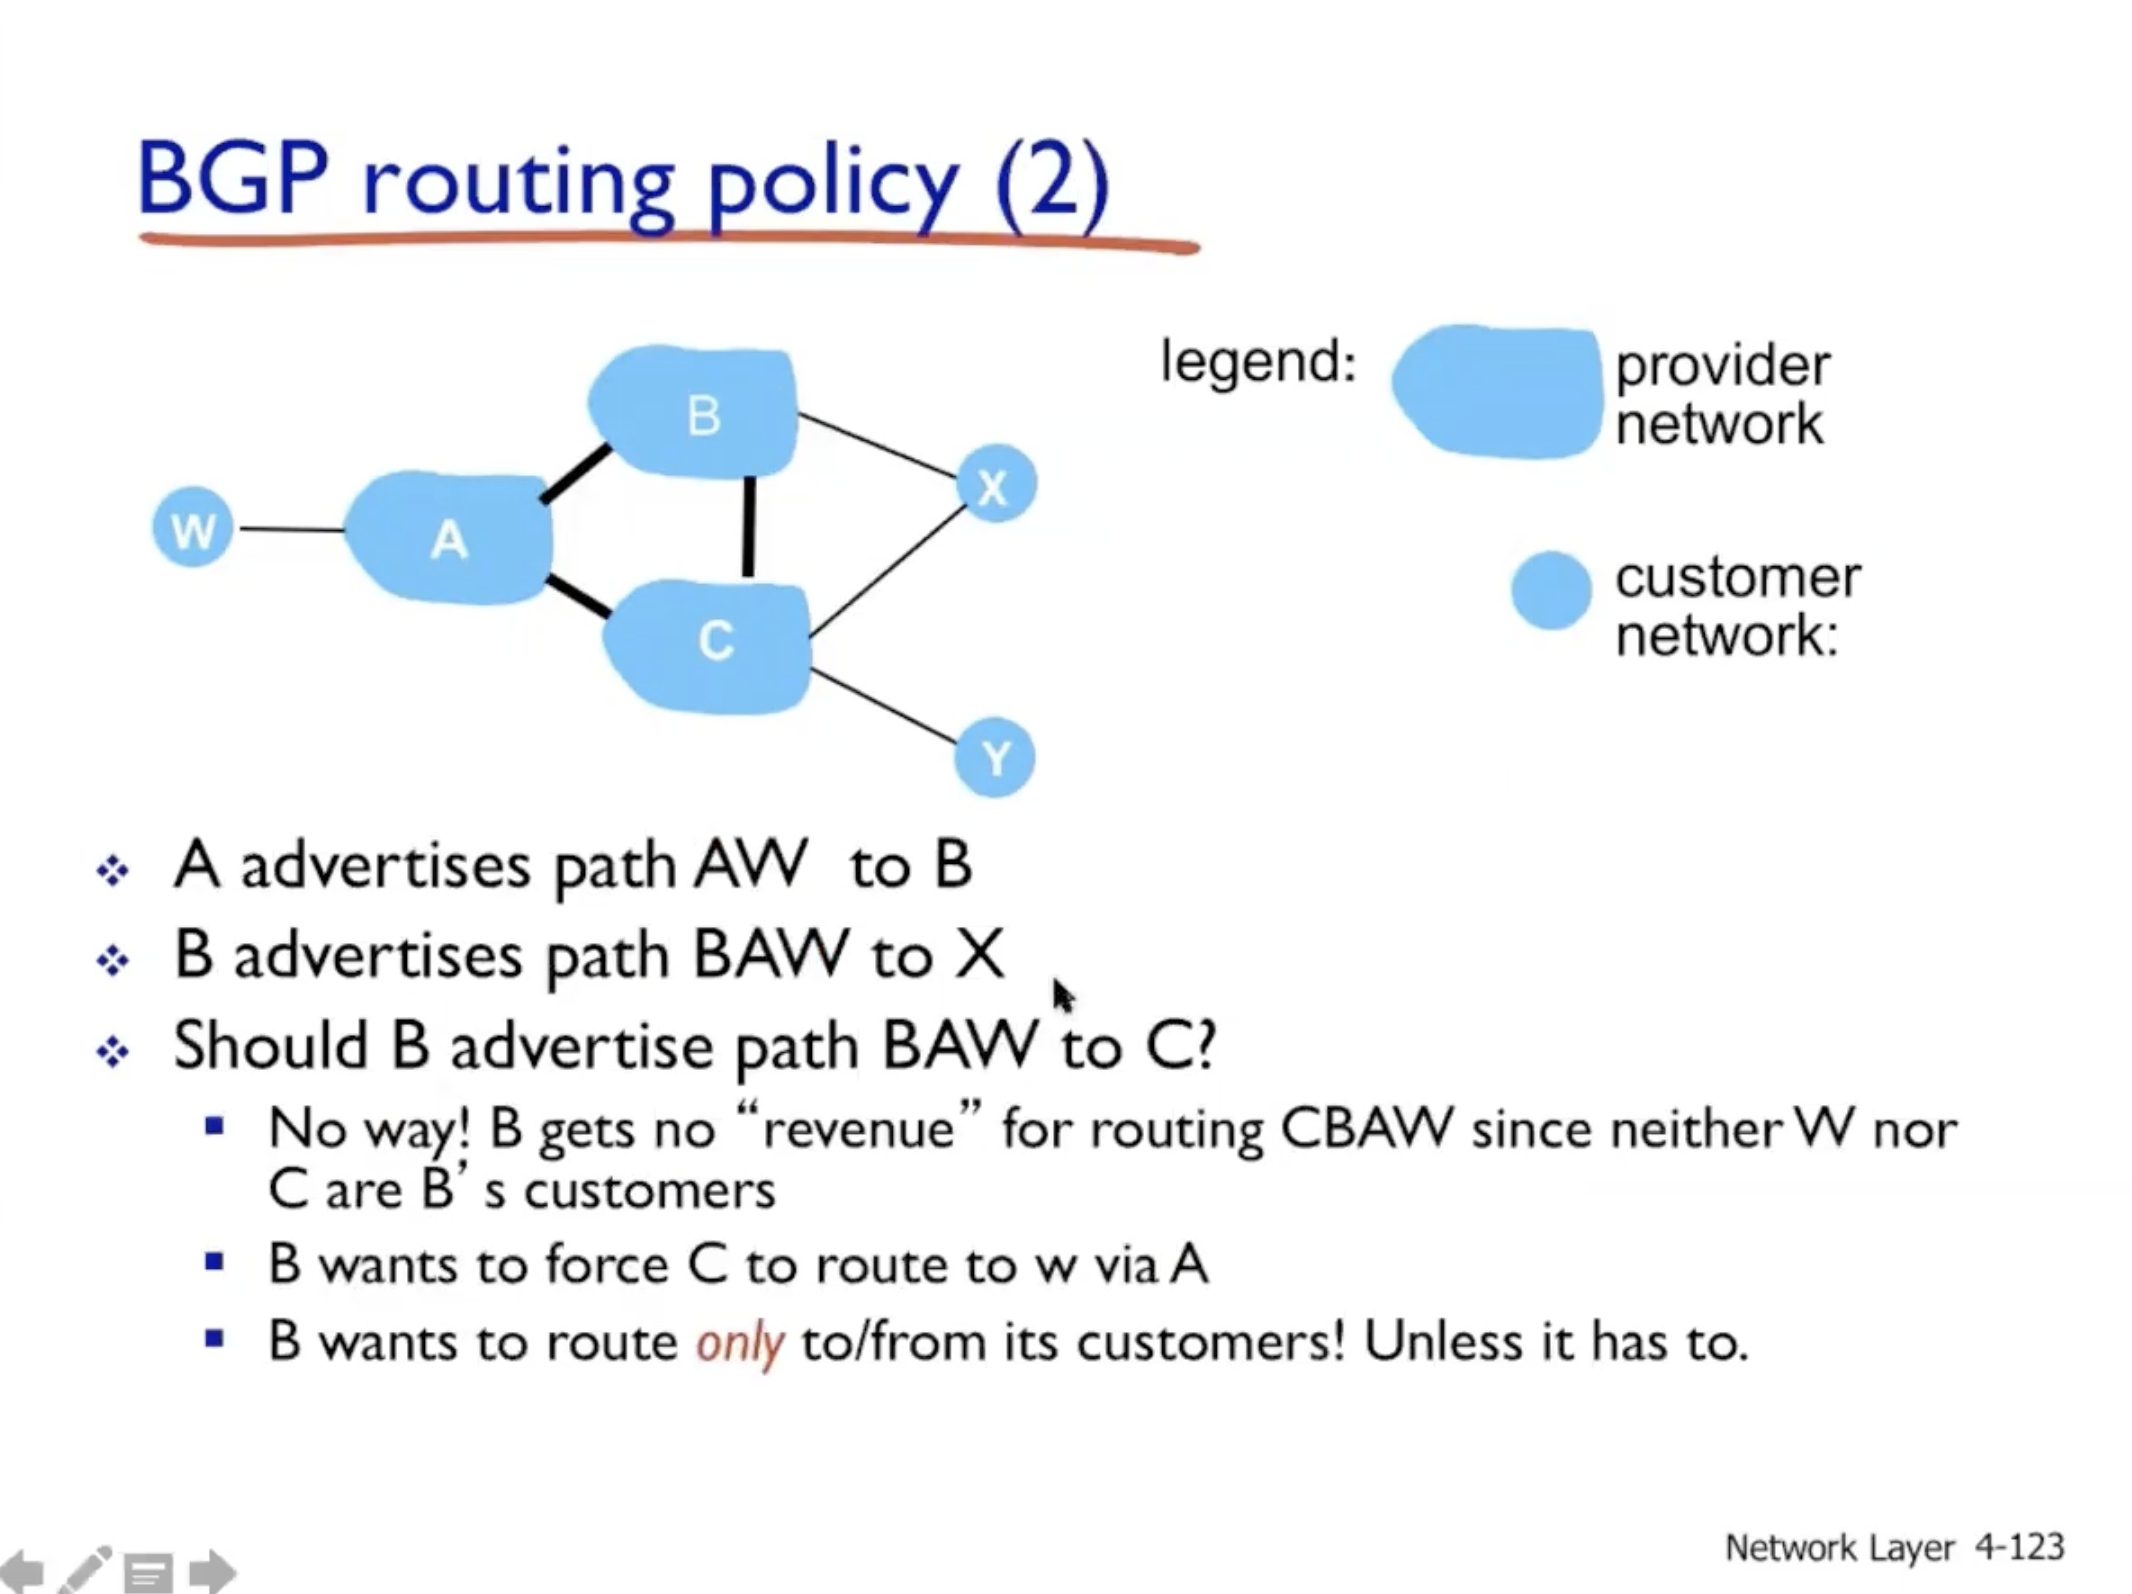 BGP routing policy (2)
legend:
provider
network
B
X
W
A
customer
network:
C
Y
A advertises path AW to B
B advertises path BAW to X
Should B advertise path BAW to C?
No way! B gets no “revenue” for routing CBAW since neither W nor
C are B’ s customers
B wants to force C to route to w via A
B wants to route only to/from its customers! Unless it has to.
Network Layer 4-123